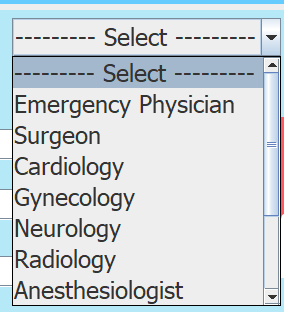 --------- Select ---------
--------- Select ---------
Emergency Physician
Surgeon
Cardiology
Gynecology
Neurology
Radiology
Anesthesiologist